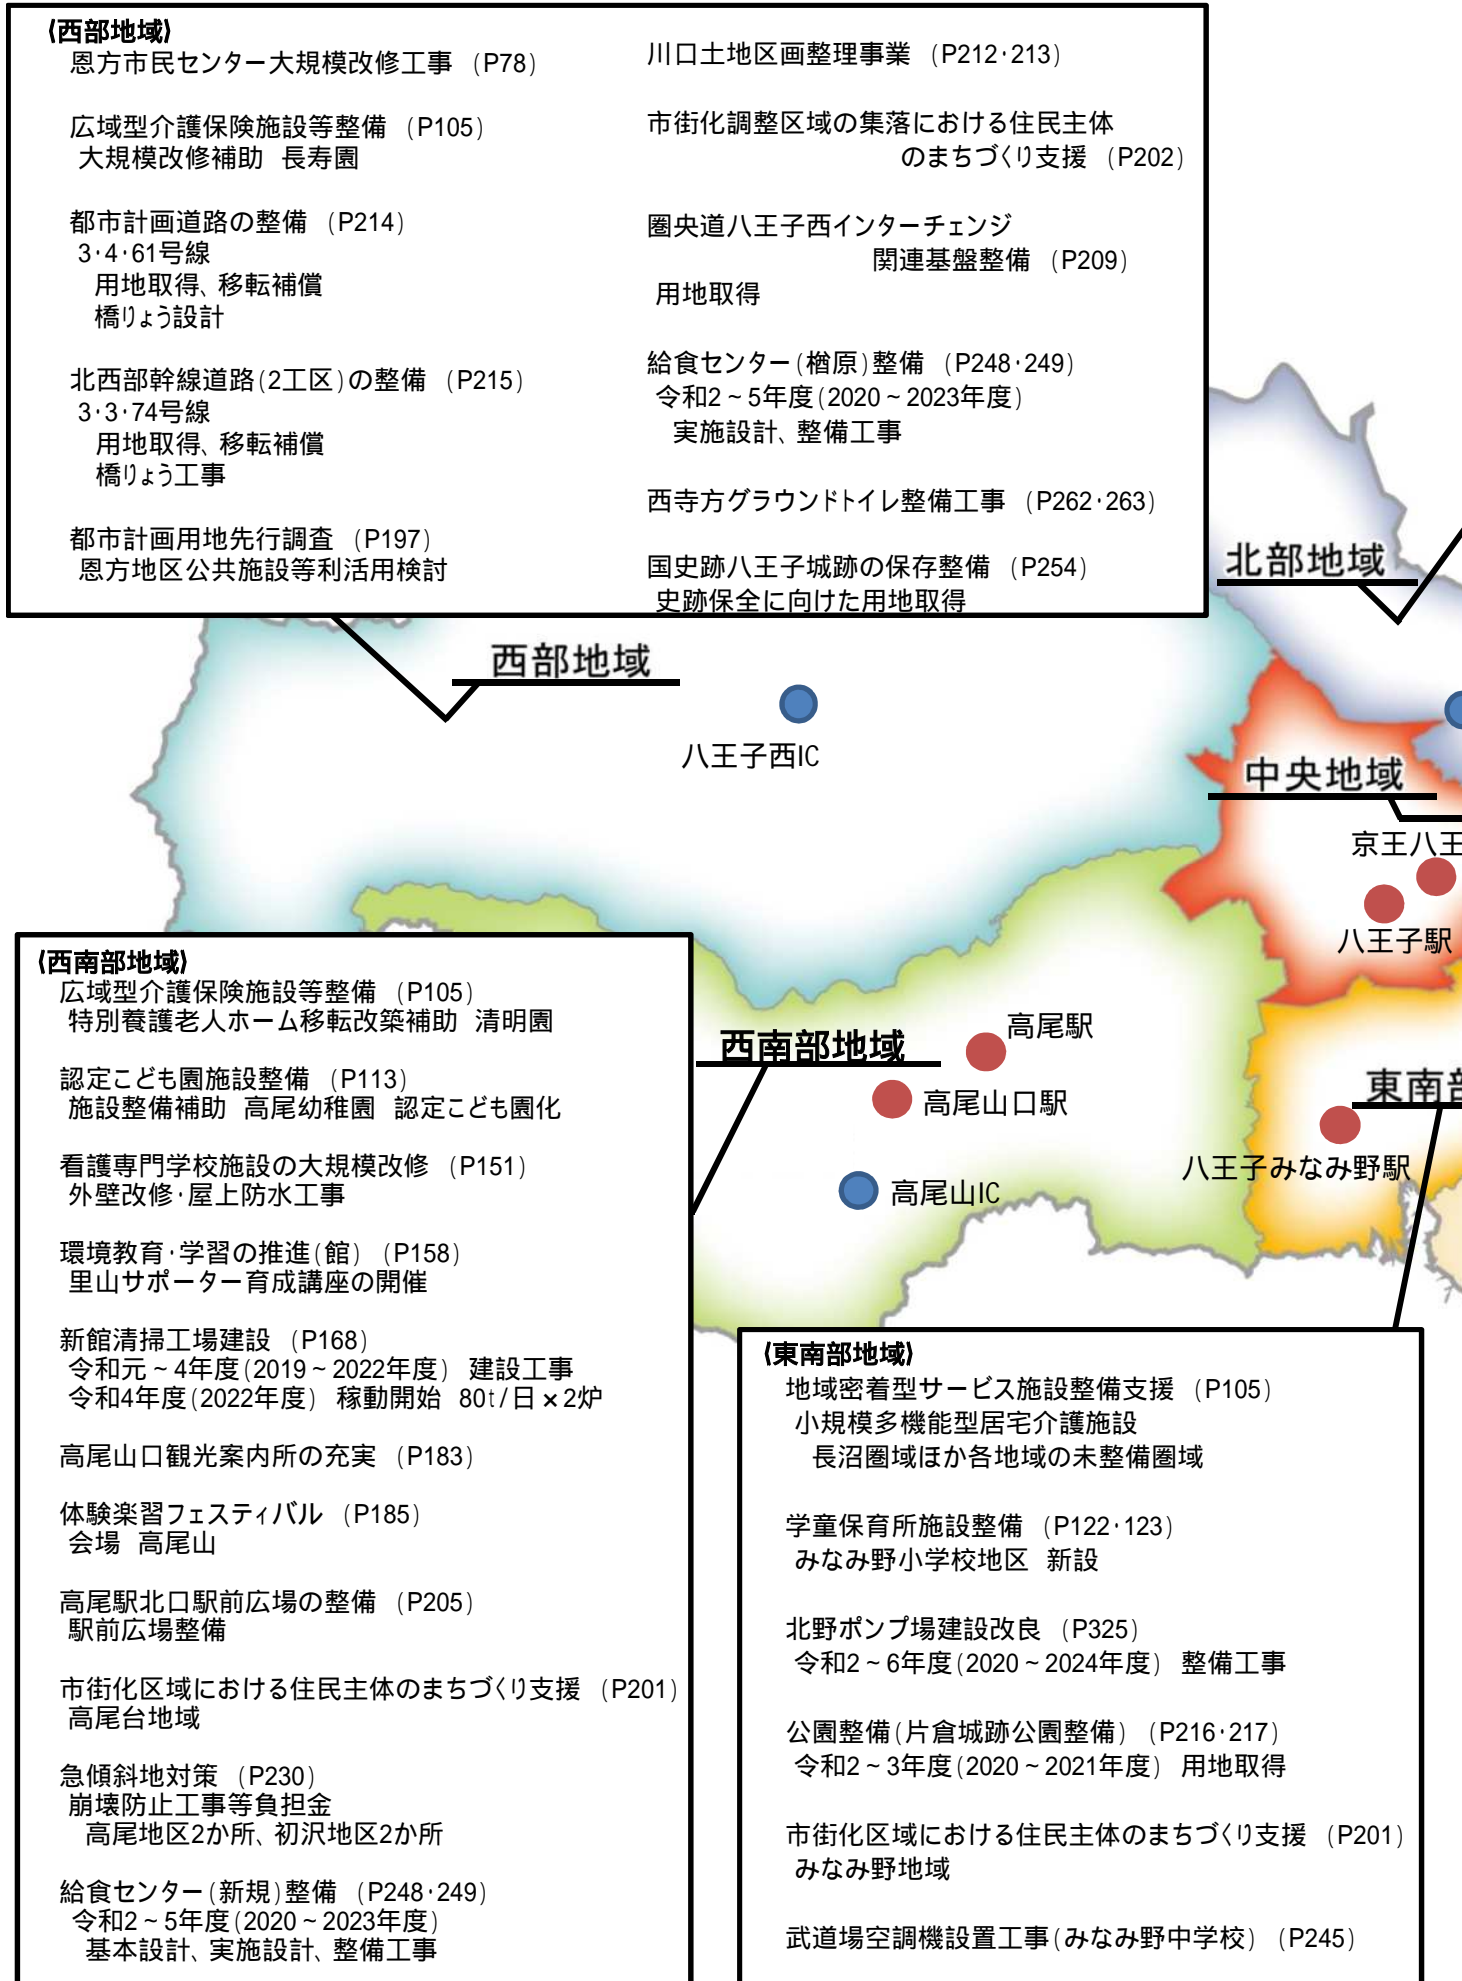 《西部地域》
恩方市民センター大規模改修工事 (P78)
広域型介護保険施設等整備 (P105)
大規模改修補助 長寿園
都市計画道路の整備 (P214)
3・4・61号線
用地取得、移転補償
橋りょう設計
北西部幹線道路(2工区)の整備 (P215)
3・3・74号線
用地取得、移転補償
橋りょう工事
都市計画用地先行調査 (P197)
恩方地区公共施設等利活用検討
川口土地区画整理事業 (P212・213)
市街化調整区域の集落における住民主体
のまちづくり支援 (P202)
圏央道八王子西インターチェンジ
関連基盤整備 (P209)
用地取得
給食センター(楢原)整備 (P248・249)
令和2~5年度(2020~2023年度)
実施設計、整備工事
西寺方グラウンドトイレ整備工事 (P262・263)
国史跡八王子城跡の保存整備 (P254)
史跡保全に向けた用地取得
北部地域
西部地域
八王子西IC
中央地域
京王八王
八王子駅
西南部地域
高尾駅
高尾山口駅
高尾山IC
東南部
八王子みなみ野駅
《西南部地域》
広域型介護保険施設等整備 (P105)
特別養護老人ホーム移転改築補助 清明園
認定こども園施設整備 (P113)
施設整備補助 高尾幼稚園 認定こども園化
看護専門学校施設の大規模改修 (P151)
外壁改修・屋上防水工事
環境教育・学習の推進(館) (P158)
里山サポーター育成講座の開催
新館清掃工場建設 (P168)
令和元~4年度(2019~2022年度) 建設工事
令和4年度(2022年度) 稼動開始 80t/日×2炉
高尾山口観光案内所の充実 (P183)
体験楽習フェスティバル (P185)
会場 高尾山
高尾駅北口駅前広場の整備 (P205)
駅前広場整備
市街化区域における住民主体のまちづくり支援 (P201)
高尾台地域
急傾斜地対策 (P230)
崩壊防止工事等負担金
高尾地区2か所、初沢地区2か所
給食センター(新規)整備 (P248・249)
令和2~5年度(2020~2023年度)
基本設計、実施設計、整備工事
《東南部地域》
地域密着型サービス施設整備支援 (P105)
小規模多機能型居宅介護施設
長沼圏域ほか各地域の未整備圏域
学童保育所施設整備 (P122・123)
みなみ野小学校地区 新設
北野ポンプ場建設改良 (P325)
令和2~6年度(2020~2024年度) 整備工事
公園整備(片倉城跡公園整備) (P216・217)
令和2~3年度(2020~2021年度) 用地取得
市街化区域における住民主体のまちづくり支援 (P201)
みなみ野地域
武道場空調機設置工事(みなみ野中学校) (P245)